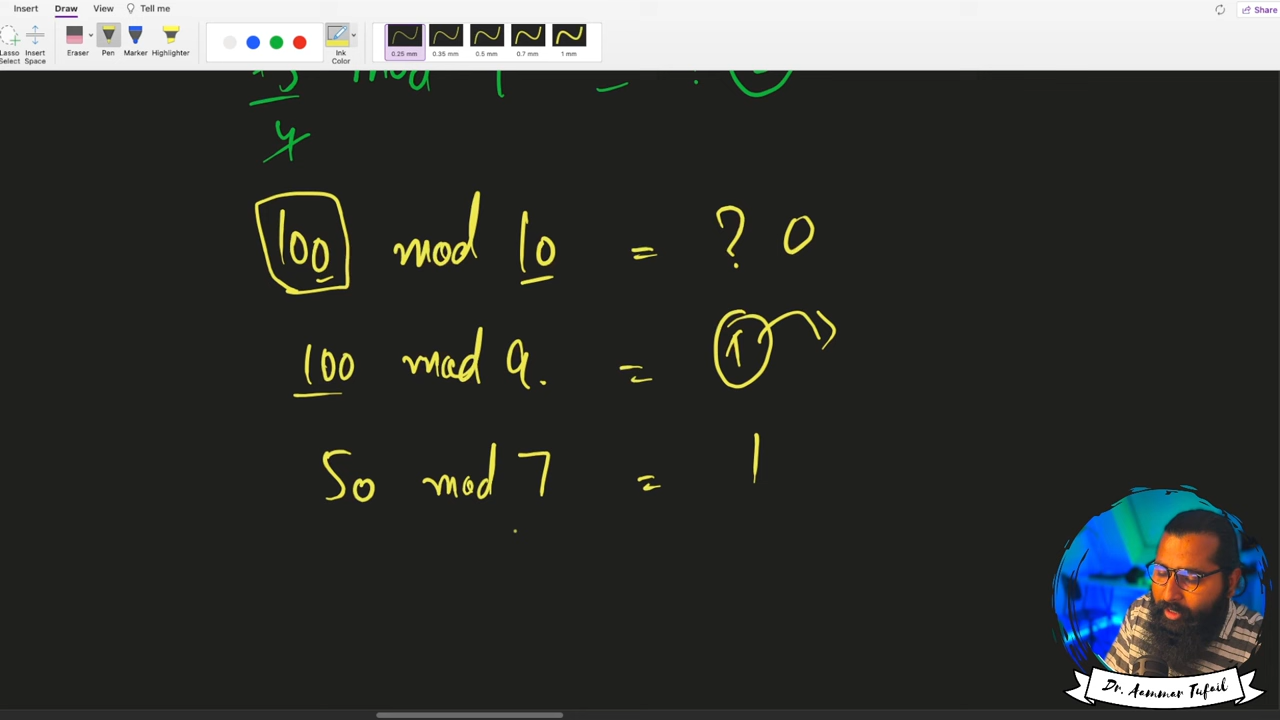 Insert Draw View Tell me
Share
Lasso Select
Insert Space
Eraser
Pen
Marker
Highlighter
Ink Color
0.25 mm
0.35 mm
0.5 mm
0.7 mm
1 mm
mod
4
100 mod 10 = ? 0
100 mod 9. = 1
50 mod 7 = 1
Dr. Aammar Tufail